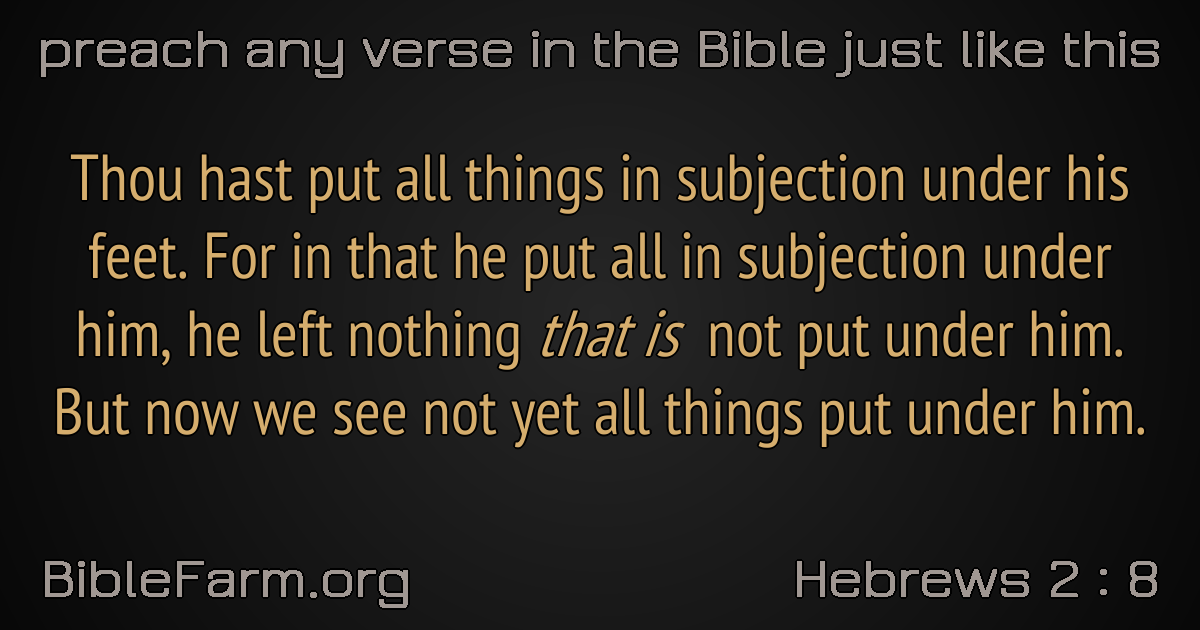 preach any verse in the Bible just like this
Thou hast put all things in subjection under his
feet. For in that he put all in subjection under
him, he left nothing that is not put under him.
But now we see not yet all things put under him.
BibleFarm.org
Hebrews 2 : 8